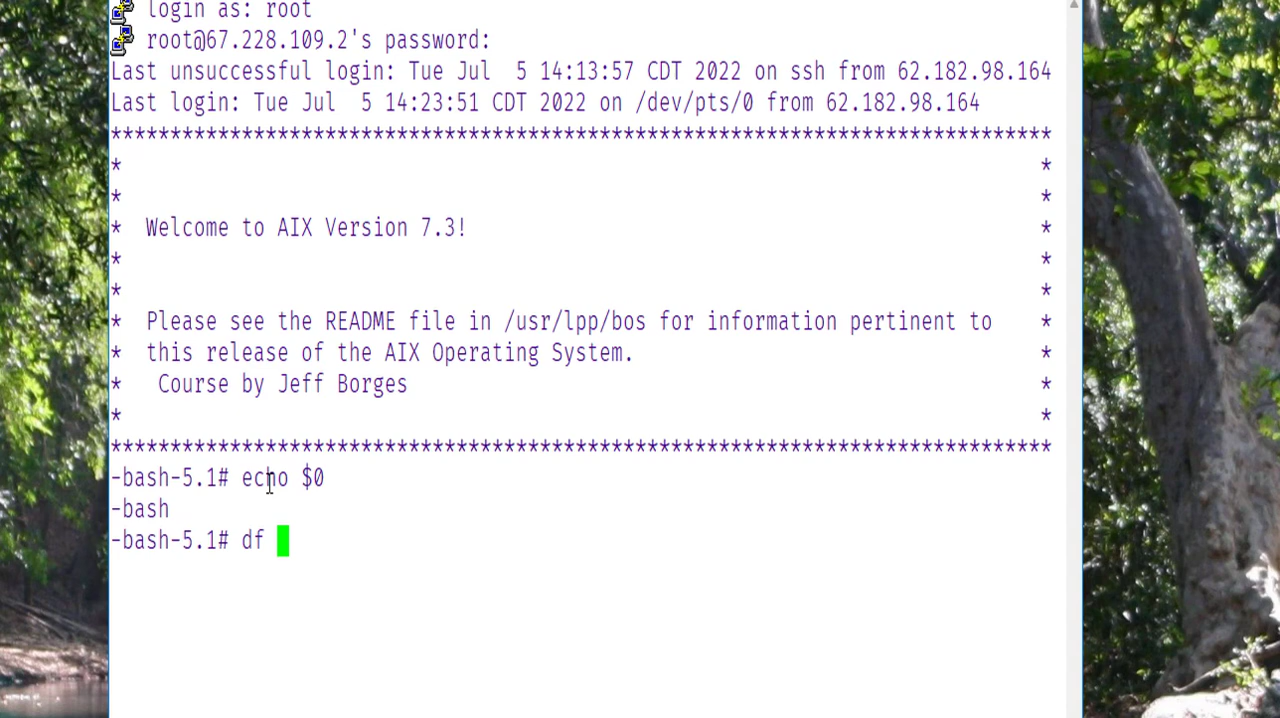 login as: root
root@67.228.109.2's password:
Last unsuccessful login: Tue Jul  5 14:13:57 CDT 2022 on ssh from 62.182.98.164
Last login: Tue Jul  5 14:23:51 CDT 2022 on /dev/pts/0 from 62.182.98.164
*******************************************************************************
*                                                                             *
*                                                                             *
*  Welcome to AIX Version 7.3!                                                *
*                                                                             *
*                                                                             *
*  Please see the README file in /usr/lpp/bos for information pertinent to    *
*  this release of the AIX Operating System.                                  *
*   Course by Jeff Borges                                                     *
*                                                                             *
*******************************************************************************
-bash-5.1# echo $0
-bash
-bash-5.1# df